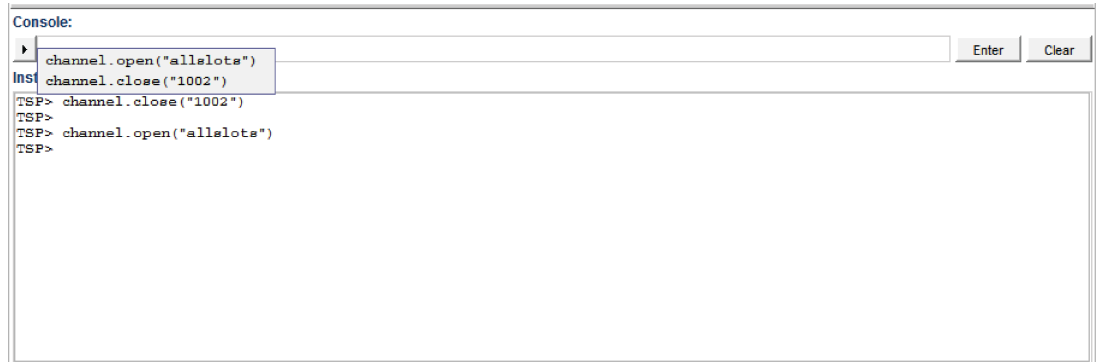 Console:
channel.open("allslots")
channel.close("1002")
Enter
Clear
Inst
TSP> channel.close("1002")
TSP>
TSP> channel.open("allslots")
TSP>